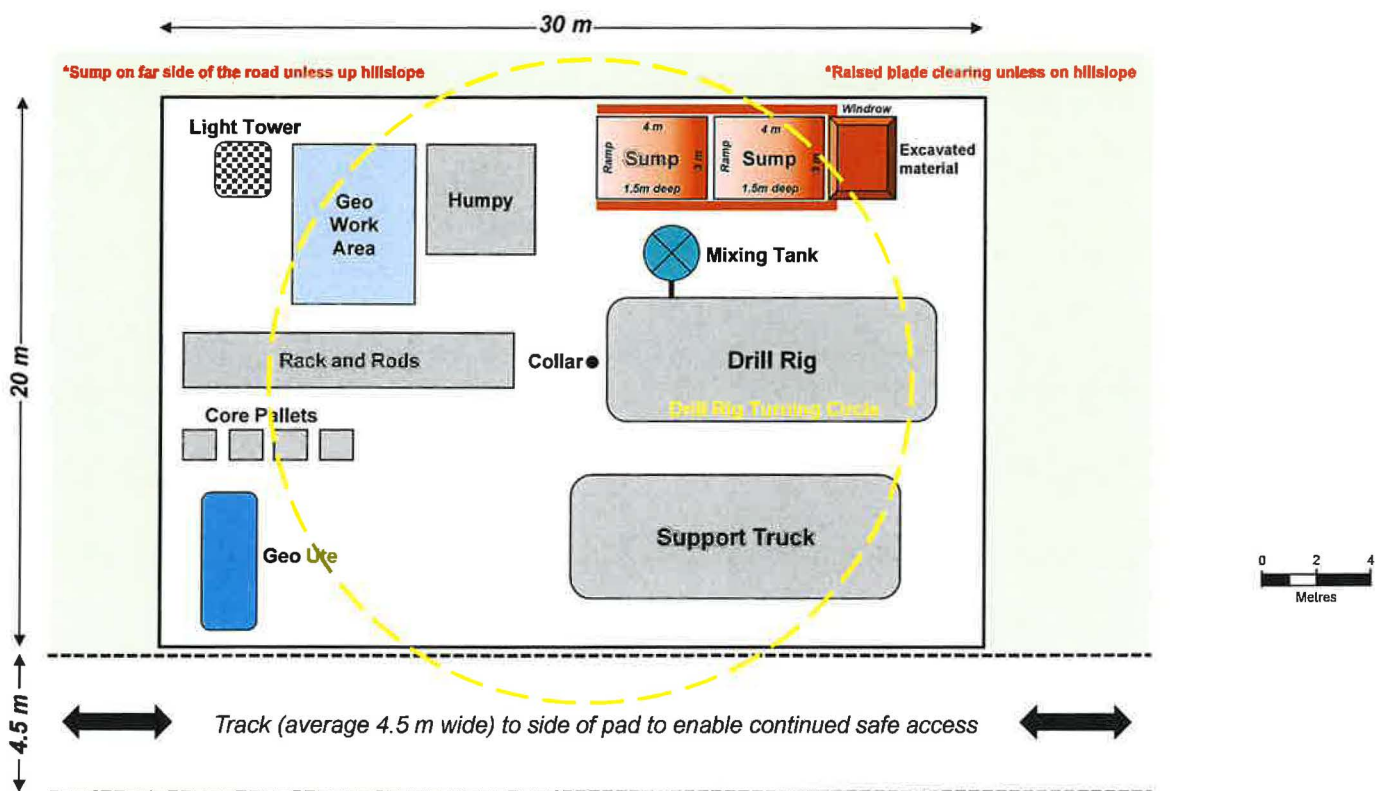 30 m
*Sump on far side of the road unless up hillslope
*Raised blade clearing unless on hillslope
Windrow
Light Tower
4 m
4 m
Ramp
Sump
3 m
Ramp
Sump
3 m
Excavated
material
1.5m deep
1.5m deep
Geo
Work
Area
Humpy
Mixing Tank
20 m
Rack and Rods
Collar
Drill Rig
Drill Rig Turning Circle
Core Pallets
Support Truck
Geo Ute
0 2 4
Metres
4.5 m
Track (average 4.5 m wide) to side of pad to enable continued safe access